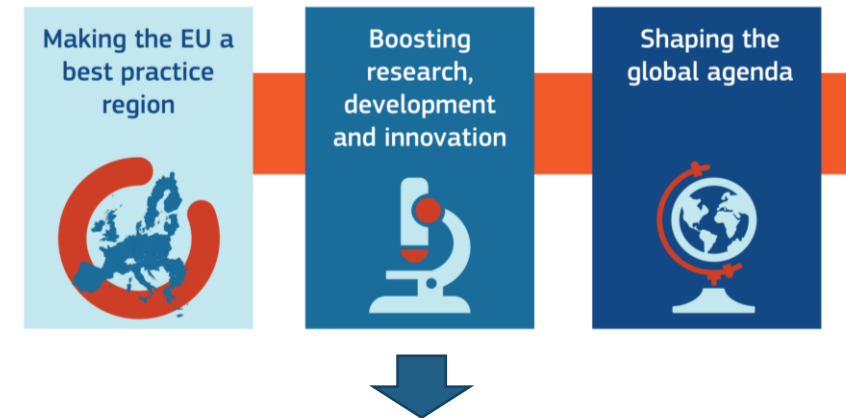 Making the EU a
best practice
region
Boosting
research,
development
and innovation
Shaping the
global agenda